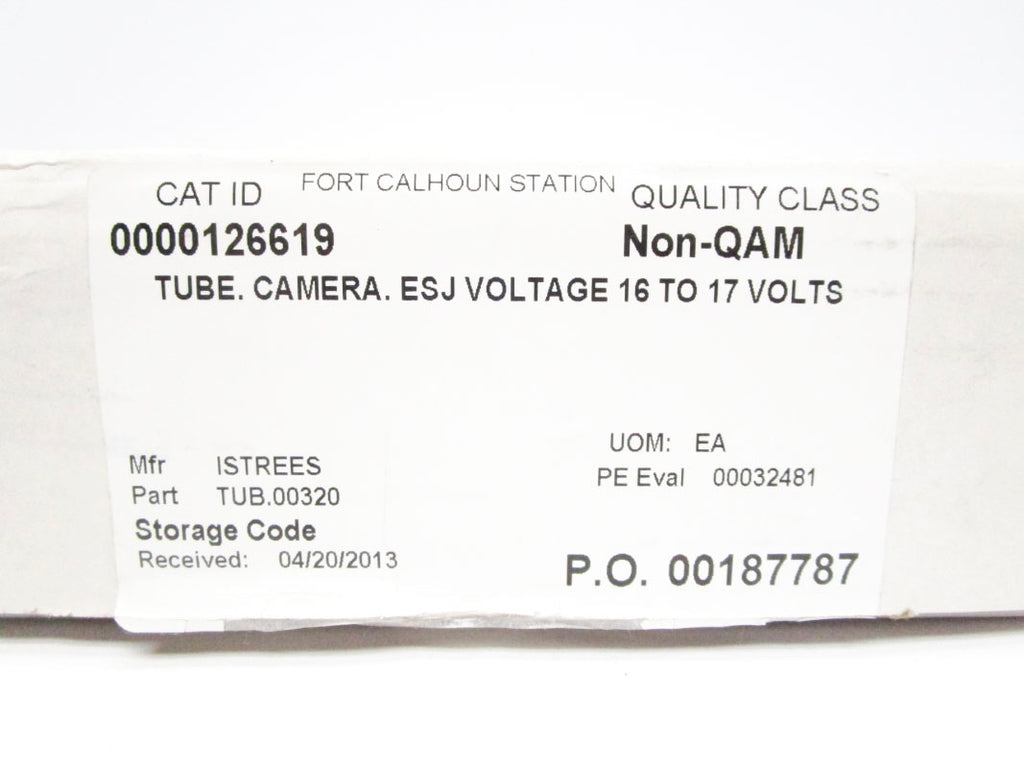 FORT CALHOUN STATION
CAT ID QUALITY CLASS
0000126619 Non-QAM
TUBE. CAMERA. ESJ VOLTAGE 16 TO 17 VOLTS
UOM: EA
Mfr ISTREES
PE Eval 00032481
Part TUB.00320
Storage Code
Received: 04/20/2013
P.O. 00187787